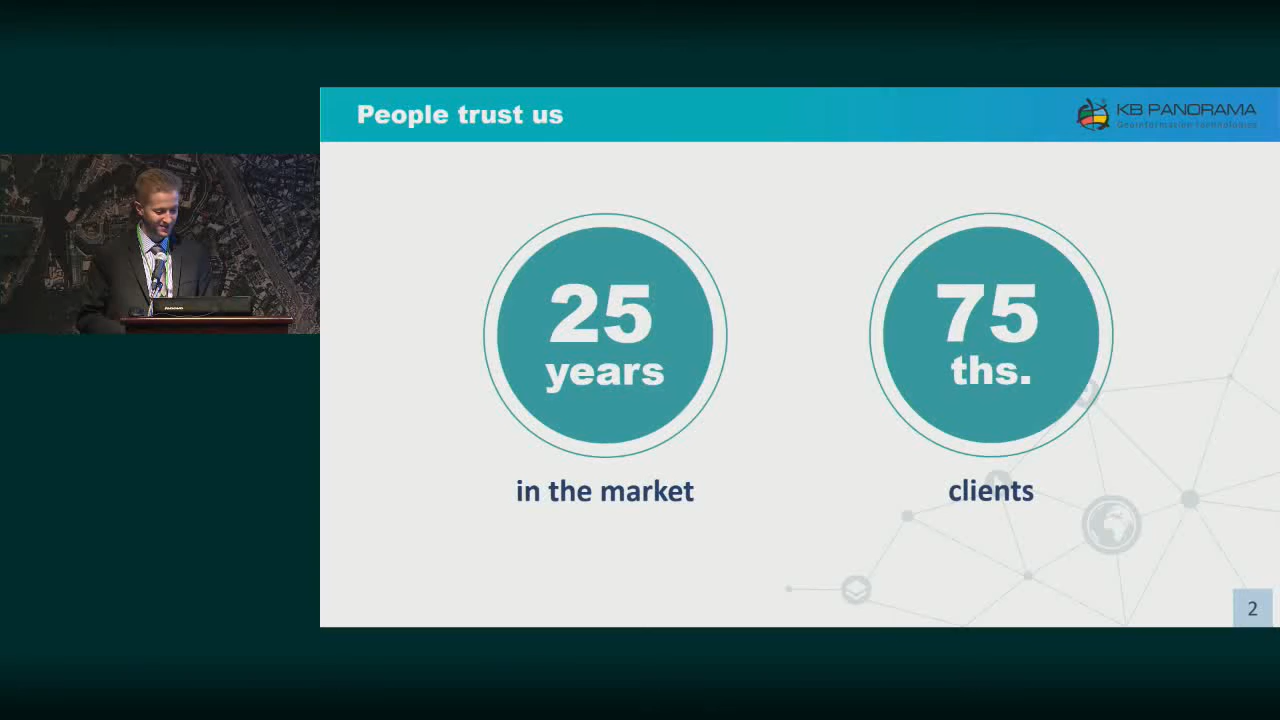 People trust us
KB PANORAMA
Geoinformation technologies
25
years
in the market
75
ths.
clients
2